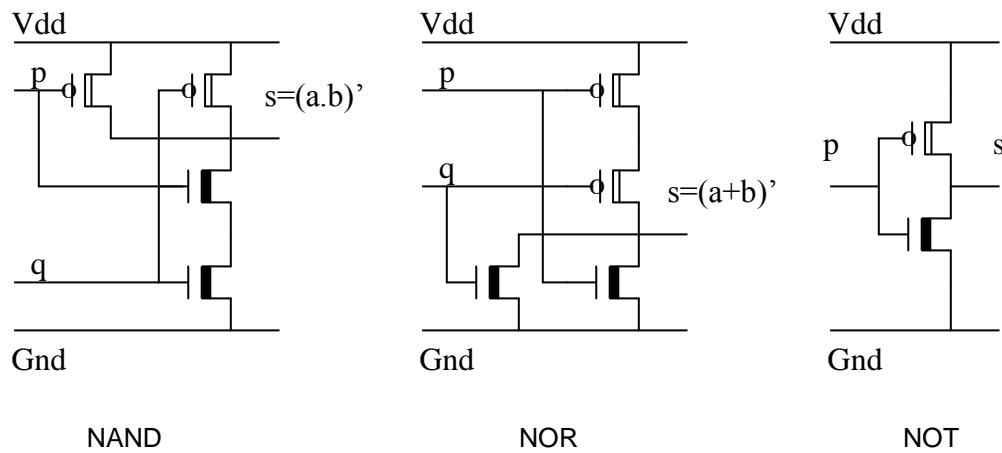 Vdd
p
s=(a.b)’
q
Gnd
NAND
Vdd
p
q
s=(a+b)’
Gnd
NOR
Vdd
p
s
Gnd
NOT